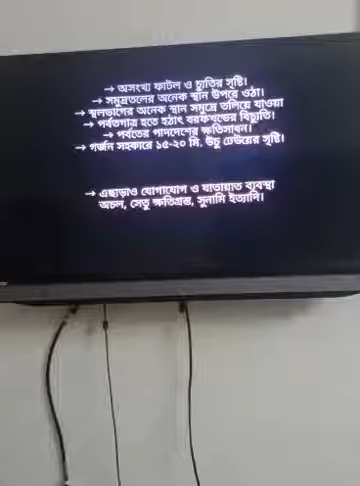 → অসংখ্য ফাটল ও চ্যুতির সৃষ্টি।
→ সমুদ্রতলের অনেক স্থান উপরে ওঠা।
→ স্থলভাগের অনেক স্থান সমুদ্রে তলিয়ে যাওয়া
→ পর্বতগাত্র হতে হঠাৎ বরফখন্ডের বিচ্যুতি।
→ পর্বতের পাদদেশের ক্ষতিসাধন।
→ গর্জন সহকারে ১৫-২০ মি. উচু ঢেউয়ের সৃষ্টি।
→ এছাড়াও যোগাযোগ ও যাতায়াত ব্যবস্থা
অচল, সেতু ক্ষতিগ্রস্ত, সুনামি ইত্যাদি।